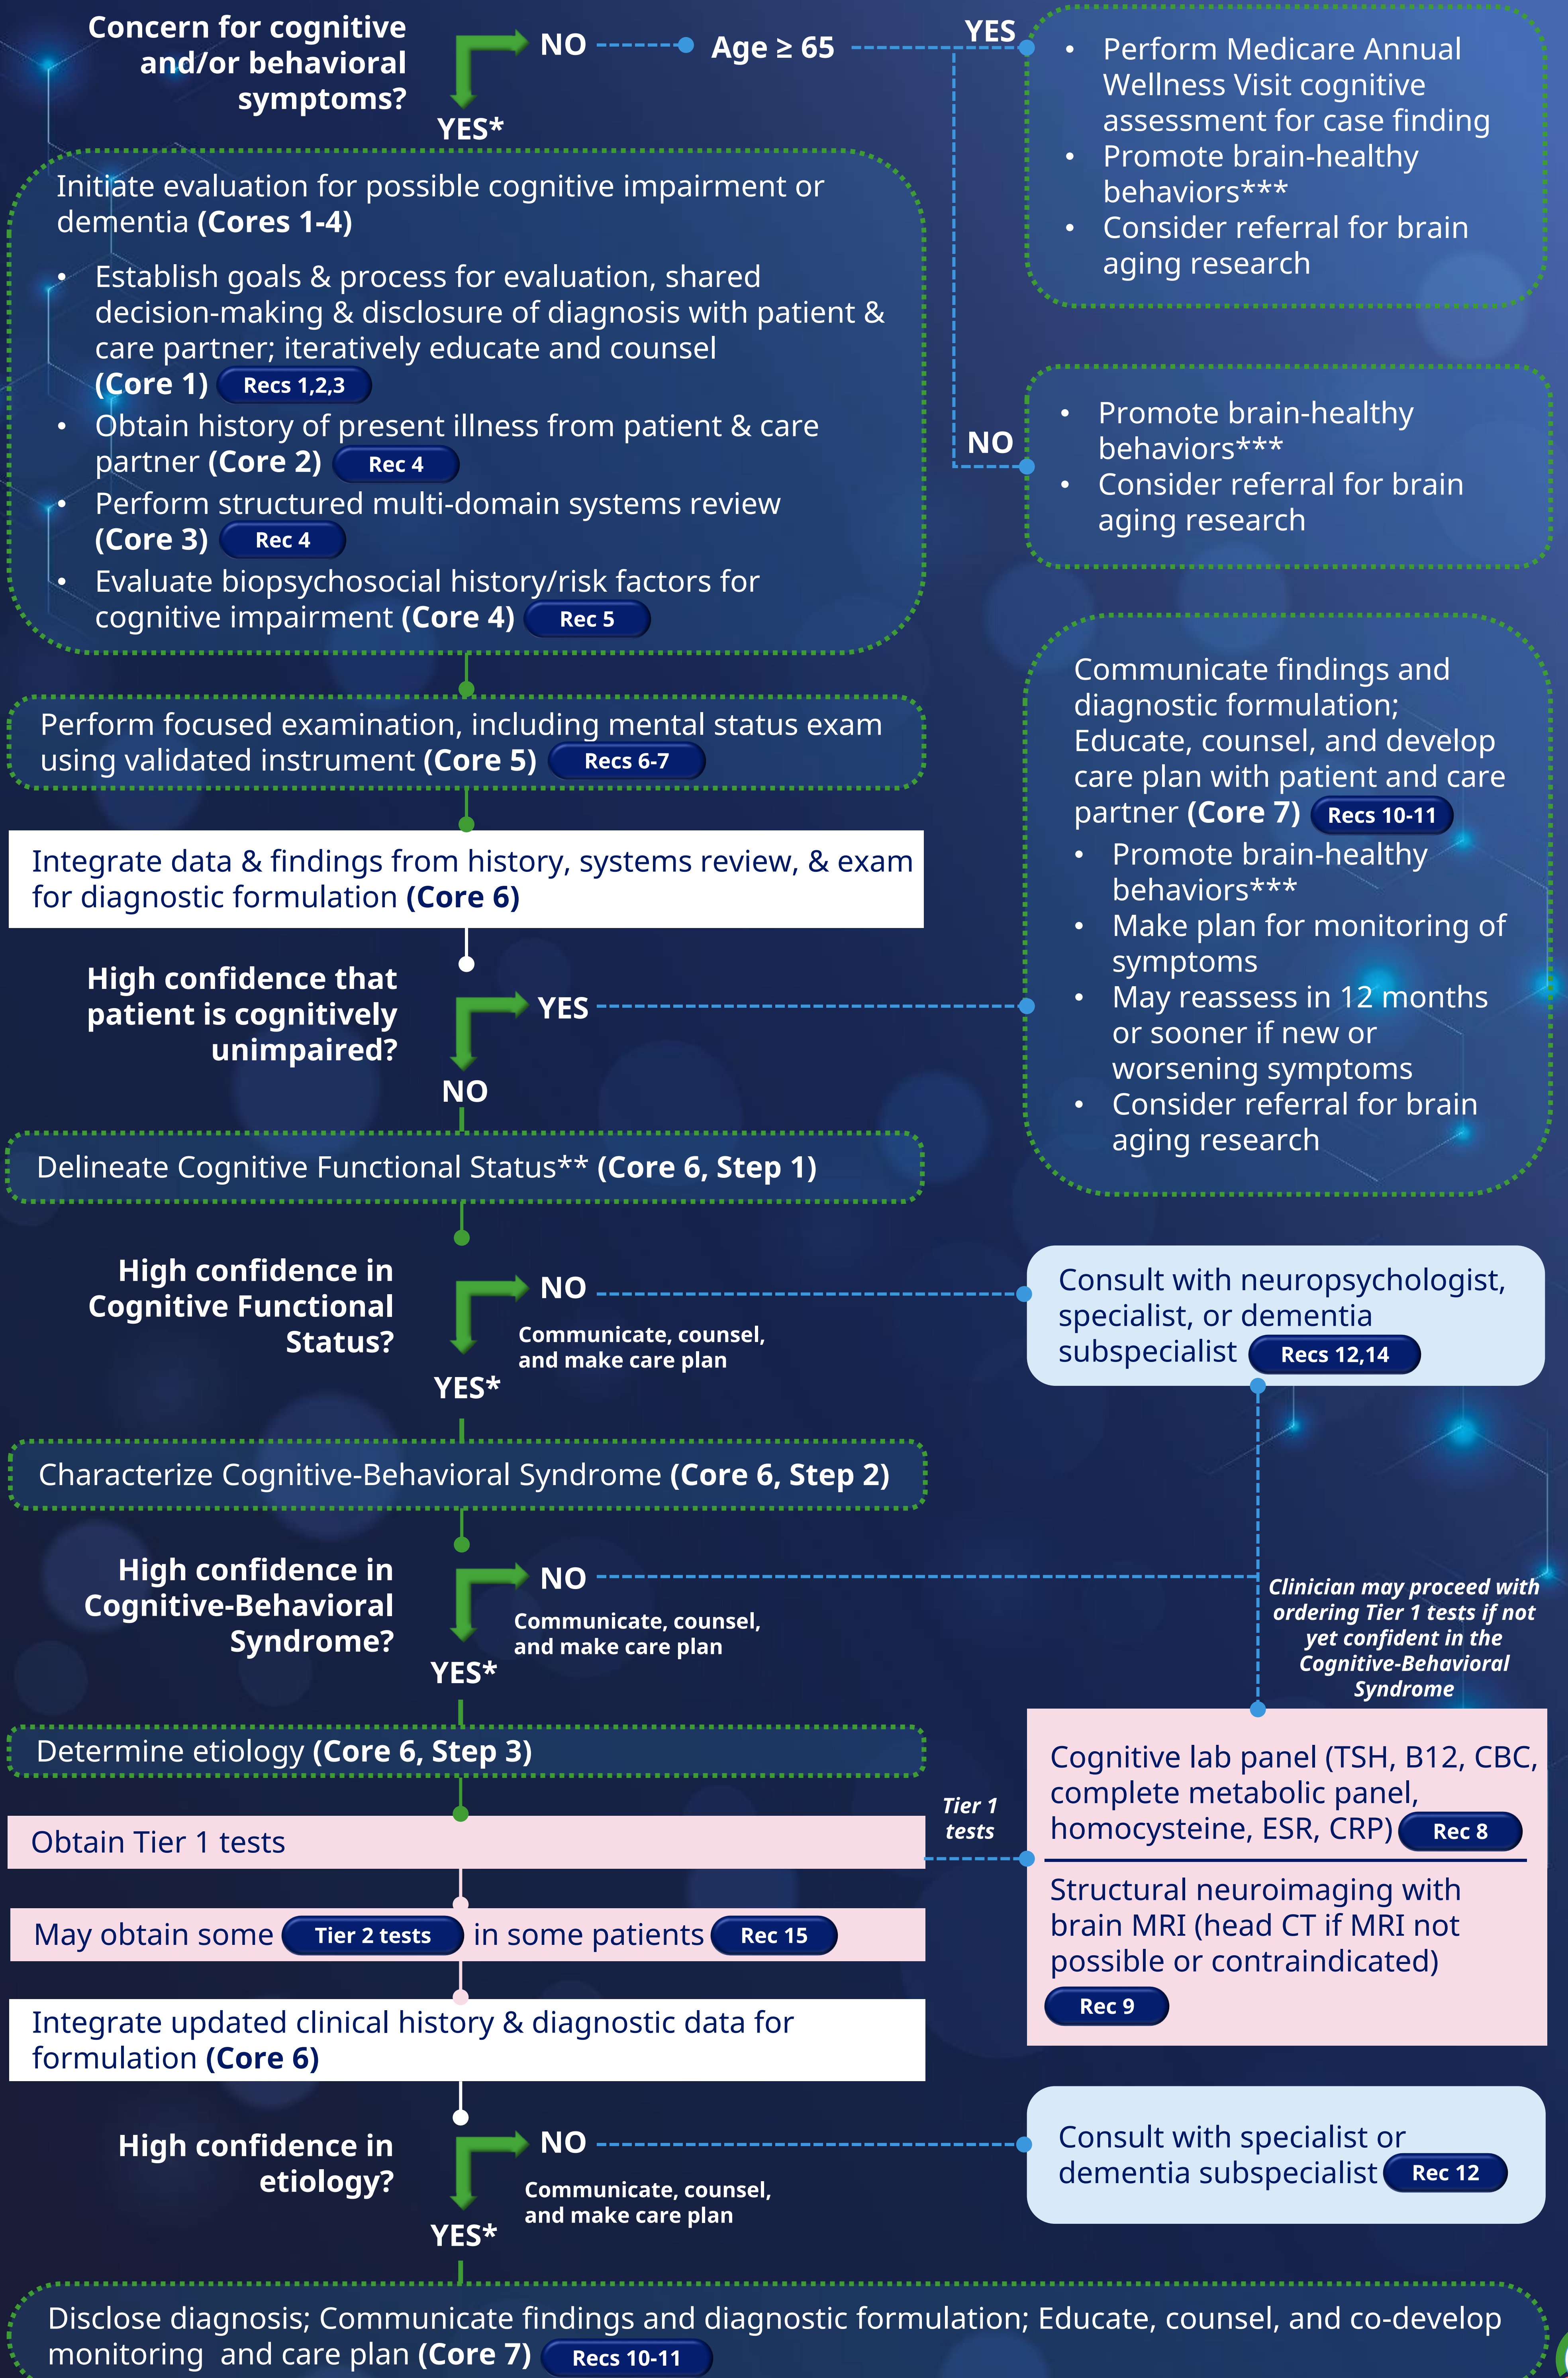 Concern for cognitive
and/or behavioral
symptoms?
NO
Age ≥ 65
YES
YES*
• Perform Medicare Annual
Wellness Visit cognitive
assessment for case finding
• Promote brain-healthy
behaviors***
• Consider referral for brain
aging research
Initiate evaluation for possible cognitive impairment or
dementia (Cores 1-4)
• Establish goals & process for evaluation, shared
decision-making & disclosure of diagnosis with patient &
care partner; iteratively educate and counsel
(Core 1) Recs 1,2,3
• Obtain history of present illness from patient & care
partner (Core 2) Rec 4
• Perform structured multi-domain systems review
(Core 3) Rec 4
• Evaluate biopsychosocial history/risk factors for
cognitive impairment (Core 4) Rec 5
NO
• Promote brain-healthy
behaviors***
• Consider referral for brain
aging research
Perform focused examination, including mental status exam
using validated instrument (Core 5) Recs 6-7
Integrate data & findings from history, systems review, & exam
for diagnostic formulation (Core 6)
High confidence that
patient is cognitively
unimpaired?
YES
NO
Communicate findings and
diagnostic formulation;
Educate, counsel, and develop
care plan with patient and care
partner (Core 7) Recs 10-11
• Promote brain-healthy
behaviors***
• Make plan for monitoring of
symptoms
• May reassess in 12 months
or sooner if new or
worsening symptoms
• Consider referral for brain
aging research
Delineate Cognitive Functional Status** (Core 6, Step 1)
High confidence in
Cognitive Functional
Status?
NO
Communicate, counsel,
and make care plan
YES*
Consult with neuropsychologist,
specialist, or dementia
subspecialist Recs 12,14
Characterize Cognitive-Behavioral Syndrome (Core 6, Step 2)
High confidence in
Cognitive-Behavioral
Syndrome?
NO
Communicate, counsel,
and make care plan
YES*
Clinician may proceed with
ordering Tier 1 tests if not
yet confident in the
Cognitive-Behavioral
Syndrome
Determine etiology (Core 6, Step 3)
Obtain Tier 1 tests
Tier 1
tests
Cognitive lab panel (TSH, B12, CBC,
complete metabolic panel,
homocysteine, ESR, CRP) Rec 8
Structural neuroimaging with
brain MRI (head CT if MRI not
possible or contraindicated)
Rec 9
May obtain some Tier 2 tests in some patients Rec 15
Integrate updated clinical history & diagnostic data for
formulation (Core 6)
High confidence in
etiology?
NO
Communicate, counsel,
and make care plan
YES*
Consult with specialist or
dementia subspecialist Rec 12
Disclose diagnosis; Communicate findings and diagnostic formulation; Educate, counsel, and co-develop
monitoring and care plan (Core 7) Recs 10-11